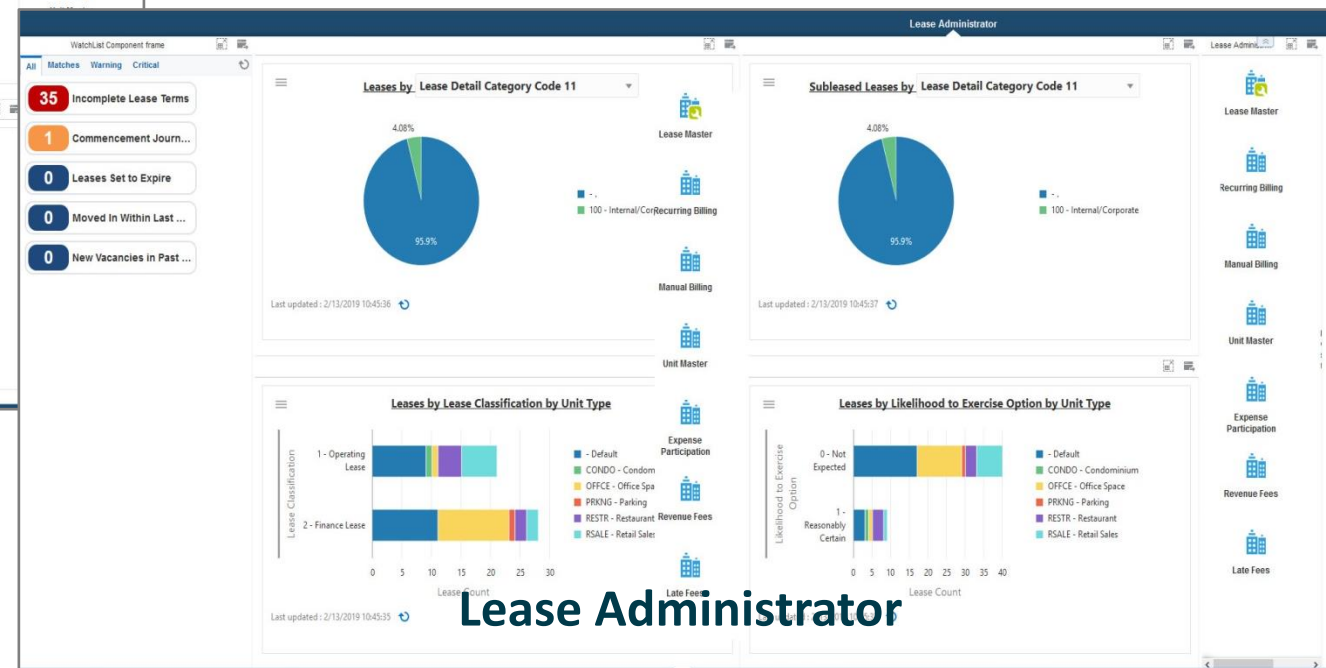 Lease Administrator
WatchList Component frame
Lease Admini...
All Matches Warning Critical
35 Incomplete Lease Terms
1 Commencement Journ...
0 Leases Set to Expire
0 Moved In Within Last ...
0 New Vacancies in Past ...
Leases by Lease Detail Category Code 11
4.08%
95.9%
- .
100 - Internal/Cor
Last updated : 2/13/2019 10:45:36
Lease Master
Recurring Billing
Manual Billing
Unit Master
Expense
Participation
Revenue Fees
Late Fees
Subleased Leases by Lease Detail Category Code 11
4.08%
95.9%
- .
100 - Internal/Corporate
Last updated : 2/13/2019 10:45:37
Lease Master
Recurring Billing
Manual Billing
Unit Master
Expense
Participation
Revenue Fees
Late Fees
Leases by Lease Classification by Unit Type
Lease Classification
1 - Operating
Lease
2 - Finance Lease
0 5 10 15 20 25 30
Lease Count
- Default
CONDO - Condom
OFFCE - Office Spa
PRKNG - Parking
RESTR - Restaurant
RSALE - Retail Sales
Last updated : 2/13/2019 10:45:35
Leases by Likelihood to Exercise Option by Unit Type
Likelihood to Exercise
Option
0 - Not
Expected
1 -
Reasonably
Certain
0 5 10 15 20 25 30 35 40
Lease Count
- Default
CONDO - Condominium
OFFCE - Office Space
PRKNG - Parking
RESTR - Restaurant
RSALE - Retail Sales
Lease Administrator